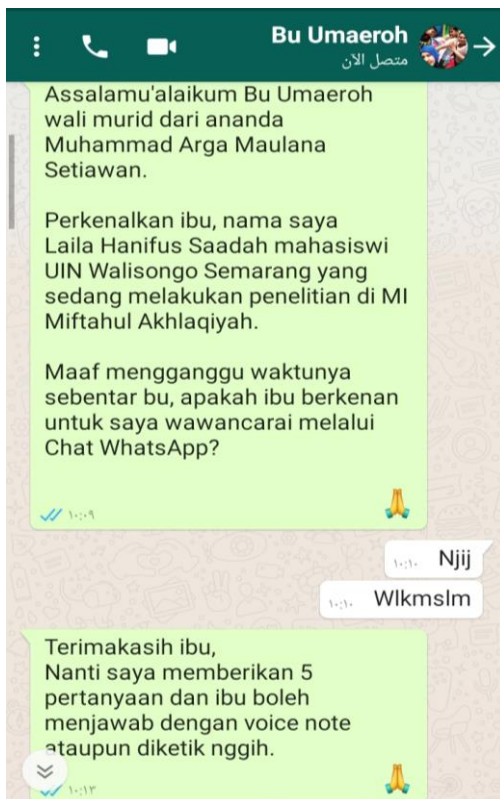 Bu Umaeroh
متصل الآن
Assalamu'alaikum Bu Umaeroh
wali murid dari ananda
Muhammad Arga Maulana
Setiawan.
Perkenalkan ibu, nama saya
Laila Hanifus Saadah mahasiswi
UIN Walisongo Semarang yang
sedang melakukan penelitian di MI
Miftahul Akhlaqiyah.
Maaf mengganggu waktunya
sebentar bu, apakah ibu berkenan
untuk saya wawancarai melalui
Chat WhatsApp?
🙏
١٠:٠٩
Njij
١٠:١٠
Wlkmslm
١٠:١٠
Terimakasih ibu,
Nanti saya memberikan 5
pertanyaan dan ibu boleh
menjawab dengan voice note
ataupun diketik nggih.
🙏
١٠:١٣